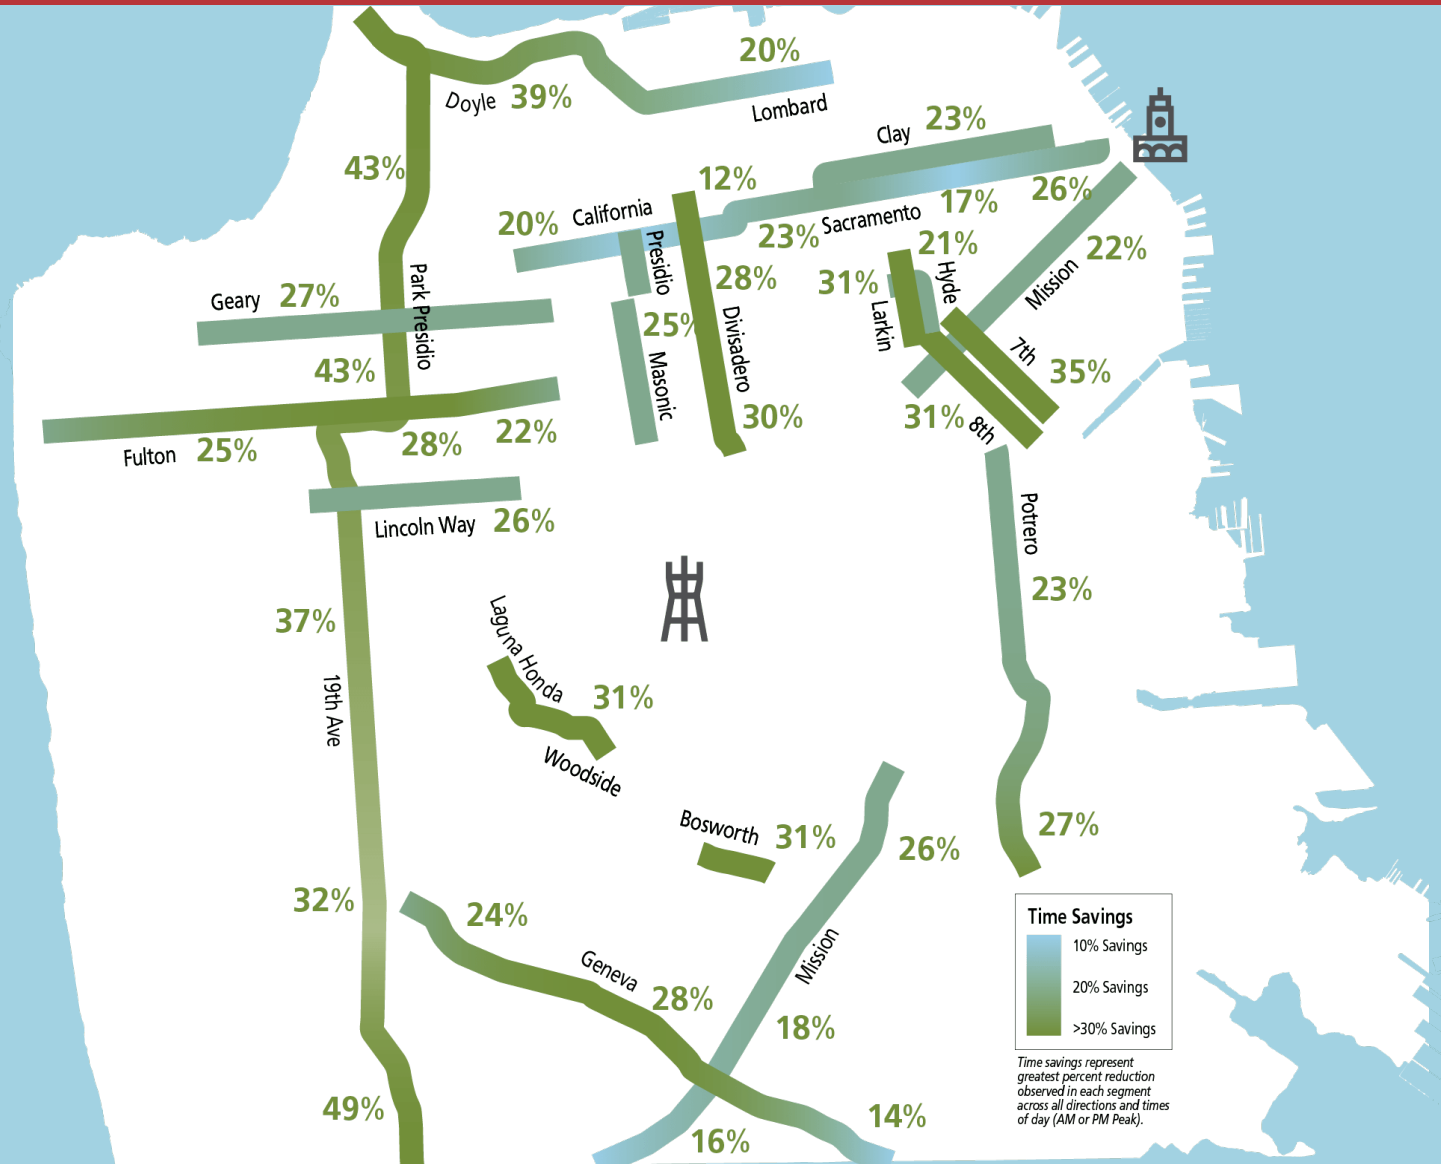 20%
Lombard
Doyle 39%
Clay 23%
43%
12%
26%
17%
20% California
23% Sacramento
Presidio
21%
22%
Mission
28%
31%
Hyde
Larkin
Geary 27%
Park Presidio
25%
Masonic
Divisadero
7th
35%
43%
30%
31%
8th
Fulton 25%
28%
22%
Lincoln Way 26%
Potrero
23%
37%
19th Ave
Laguna Honda
31%
Woodside
Bosworth 31%
26%
27%
32%
24%
Geneva
28%
Mission
18%
49%
16%
14%
Time Savings
10% Savings
20% Savings
>30% Savings
Time savings represent
greatest percent reduction
observed in each segment
across all directions and times
of day (AM or PM Peak).